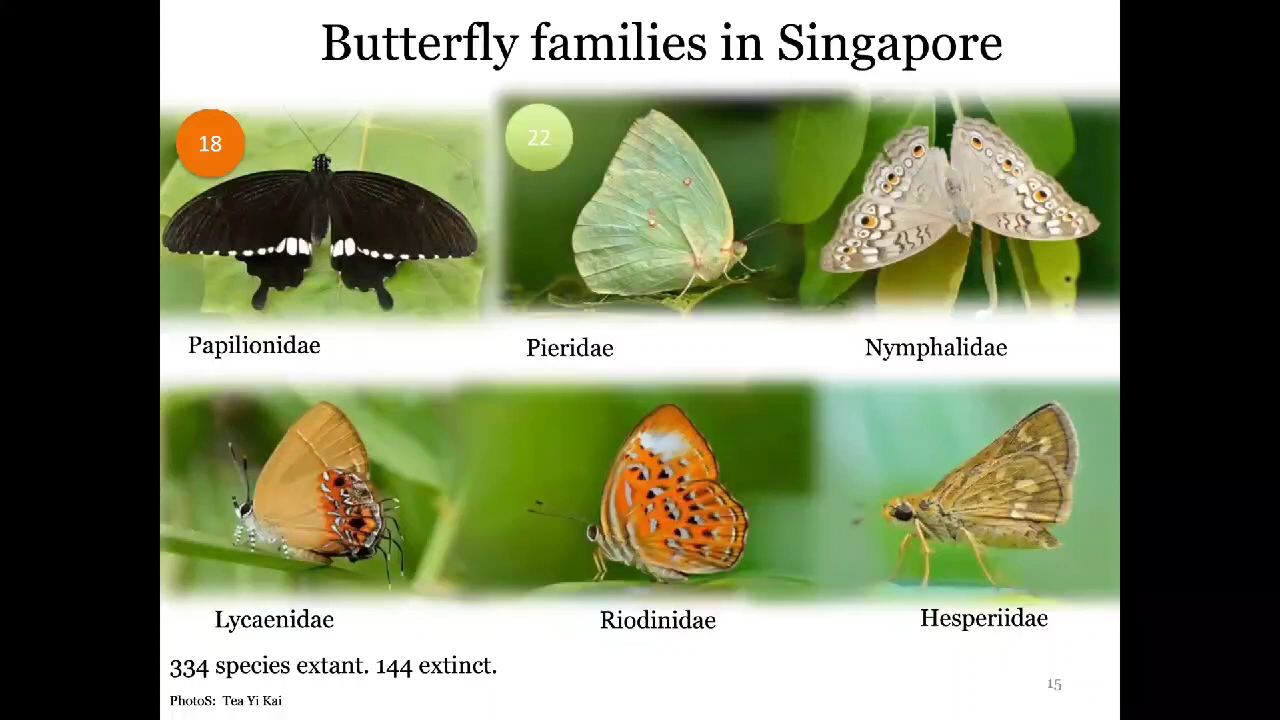 Butterfly families in Singapore
18
22
Papilionidae
Pieridae
Nymphalidae
Lycaenidae
Riodinidae
Hesperiidae
334 species extant. 144 extinct.
15
PhotoS: Tea Yi Kai